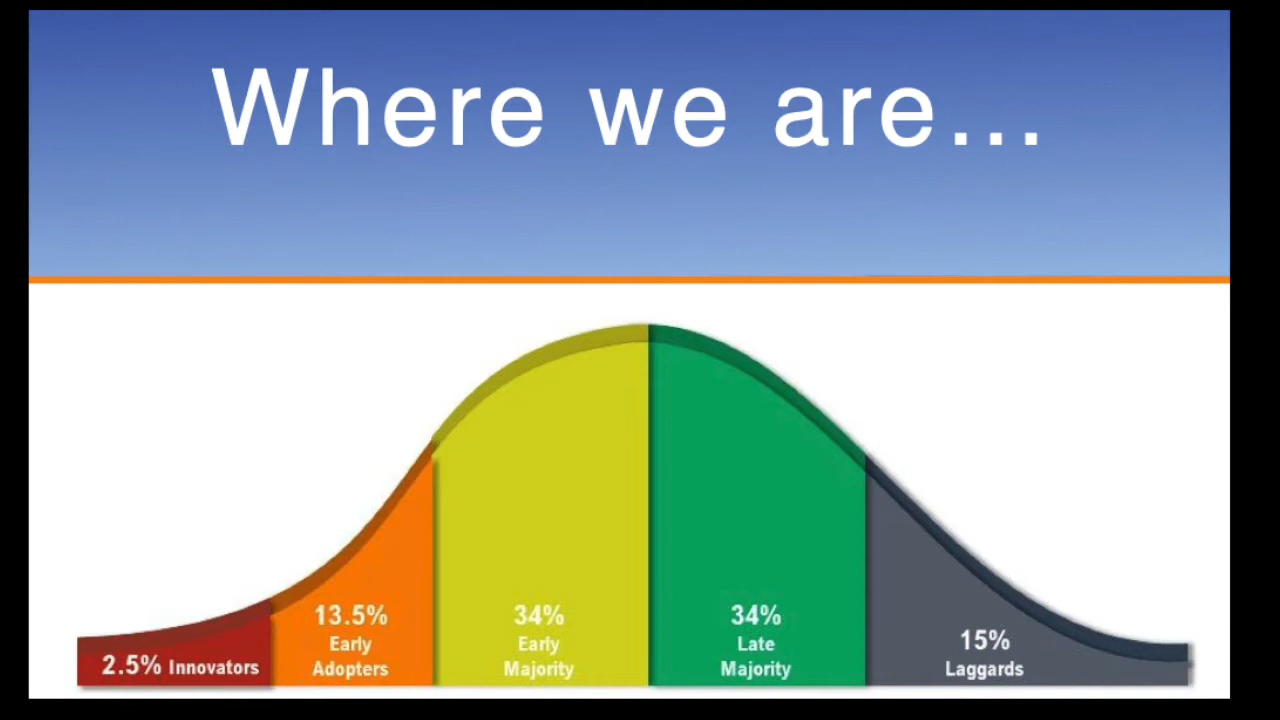 Where we are...
2.5% Innovators
13.5%
Early
Adopters
34%
Early
Majority
34%
Late
Majority
15%
Laggards